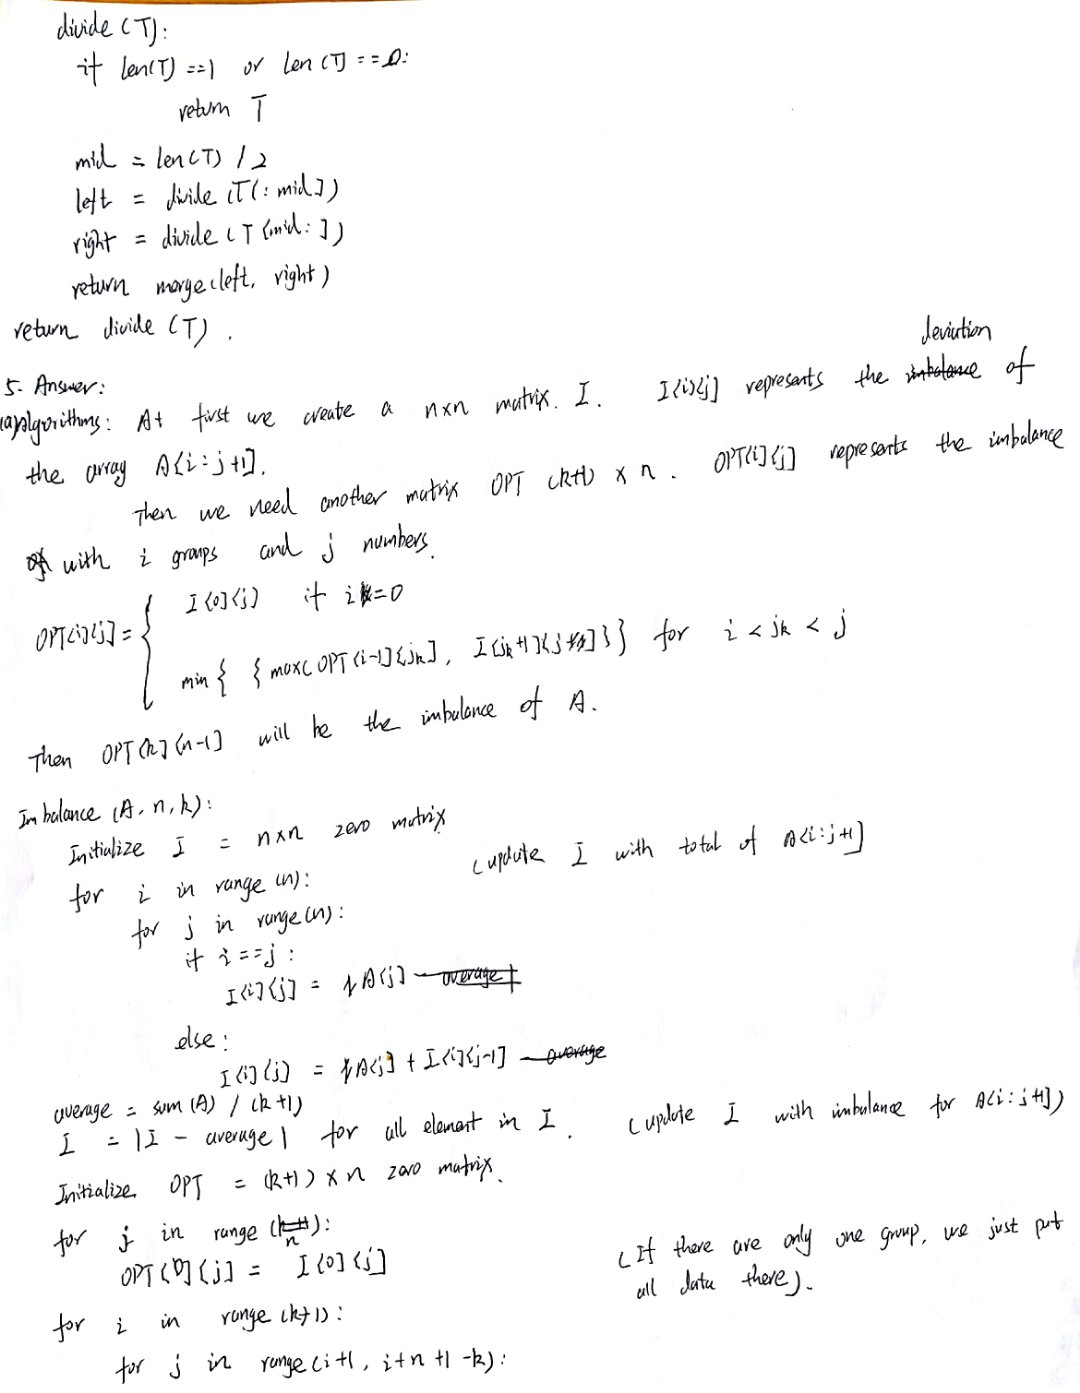 divide (T):
if len(T) ==1 or len (T) ==0:
return T
mid = len(T) / 2
left = divide (T[: mid])
right = divide (T [mid: ])
return merge (left, right)
return divide (T).
5. Answer:
(a) algorithms: At first we create a n×n matrix. I. I[i][j] represents the deviation of
the array A[i:j+1].
Then we need another matrix OPT (k+1) × n. OPT[i][j] represents the imbalance
with i groups and j numbers.
OPT[i][j] = { I[0][j] if i=0
min { {max( OPT [i-1][jk], I[jk+1][j]} } for i < jk < j
Then OPT[k][n-1] will be the imbalance of A.
Imbalance (A, n, k):
Initialize I = n×n zero matrix
(update I with total of A[i:j+1]
for i in range (n):
for j in range(n):
if i==j:
I[i][j] = A[j] - average
else:
I[i][j] = A[j] + I[i][j-1] - average
average = sum (A) / (k+1)
I = |I - average| for all element in I. (update I with imbalance for A[i:j+1])
Initialize OPT = (k+1) × n zero matrix.
for j in range (n):
OPT[0][j] = I[0][j]
(If there are only one group, we just put
all data there).
for i in range (k+1):
for j in range(i+1, i+n+1-k):